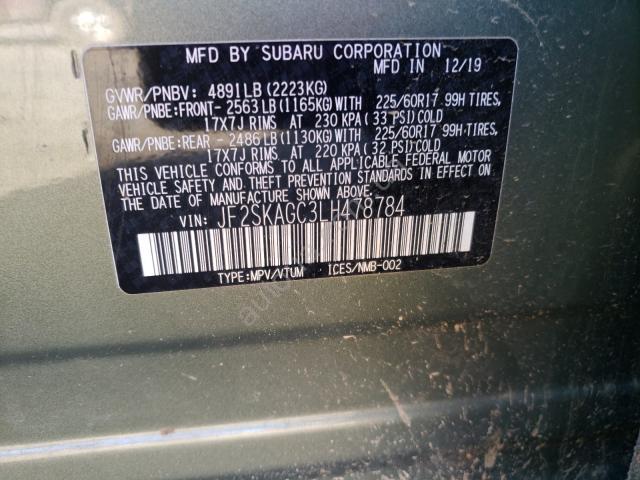 MFD BY SUBARU CORPORATION
MFD IN 12/19
GVWR/PNBV: 4891LB (2223KG)
GAWR/PNBE:FRONT- 2563LB (1165KG)WITH 225/60R17 99H TIRES,
17X7J RIMS AT 230 KPA (33 PSI)COLD
GAWR/PNBE:REAR - 2486LB (1130KG)WITH 225/60R17 99H TIRES,
17X7J RIMS AT 220 KPA (32 PSI)COLD
THIS VEHICLE CONFORMS TO ALL APPLICABLE FEDERAL MOTOR
VEHICLE SAFETY AND THEFT PREVENTION STANDARDS IN EFFECT ON
THE DATE OF MANUFACTURE SHOWN ABOVE.
VIN: JF2SKAGC3LH478784
TYPE:MPV/VTUM ICES/NMB-002